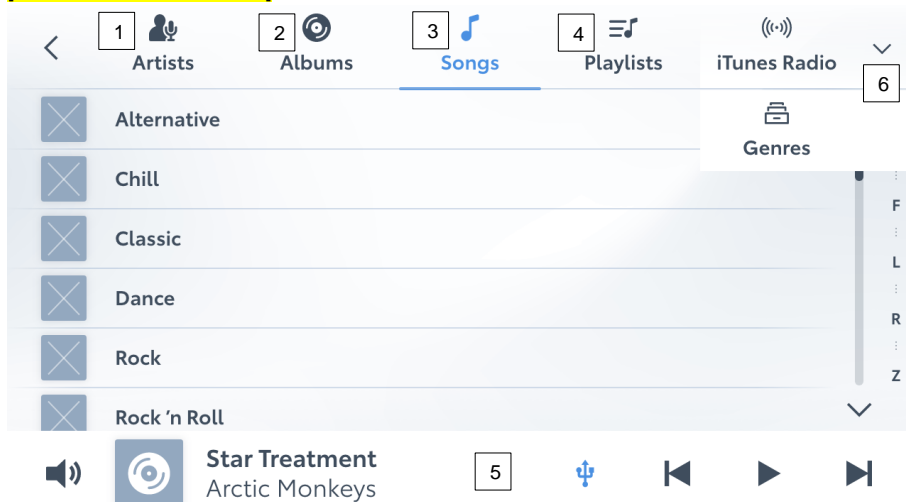 1
2
3
4
Artists
Albums
Songs
Playlists
iTunes Radio
6
Alternative
Genres
Chill
F
Classic
L
Dance
R
Rock
Z
Rock 'n Roll
Star Treatment
5
Arctic Monkeys